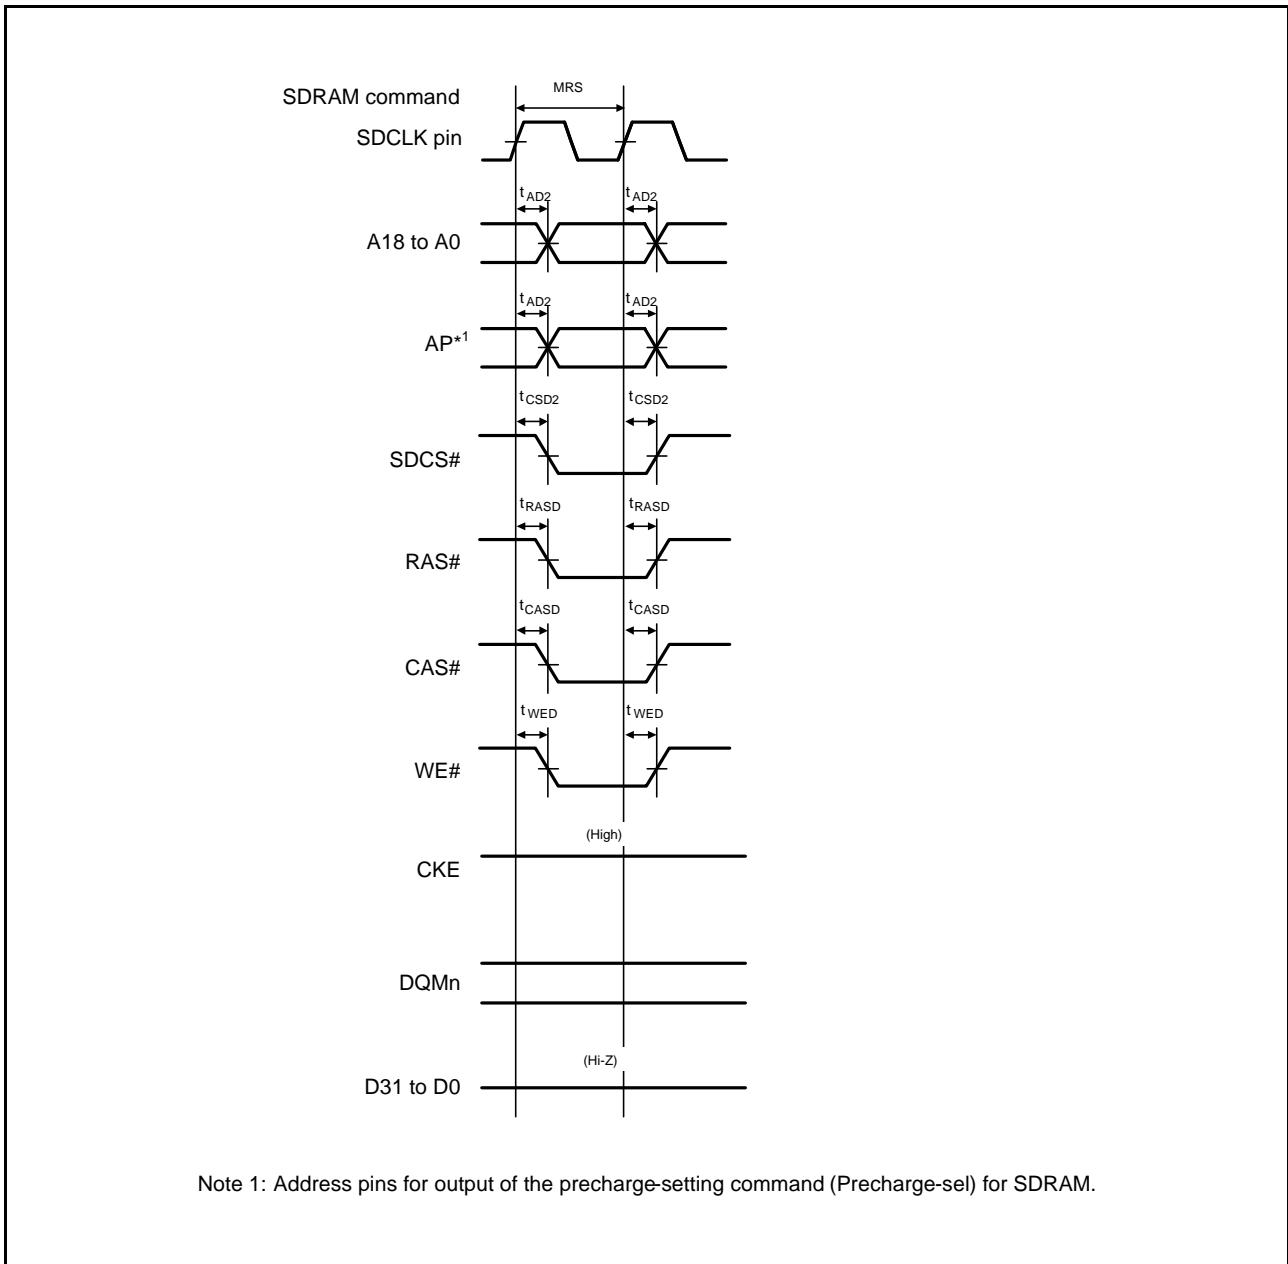 MRS
SDRAM command
SDCLK pin
tAD2 tAD2
A18 to A0
tAD2 tAD2
AP*1
tCSD2 tCSD2
SDCS#
tRASD tRASD
RAS#
tCASD tCASD
CAS#
tWED tWED
WE#
(High)
CKE
DQMn
(Hi-Z)
D31 to D0
Note 1: Address pins for output of the precharge-setting command (Precharge-sel) for SDRAM.